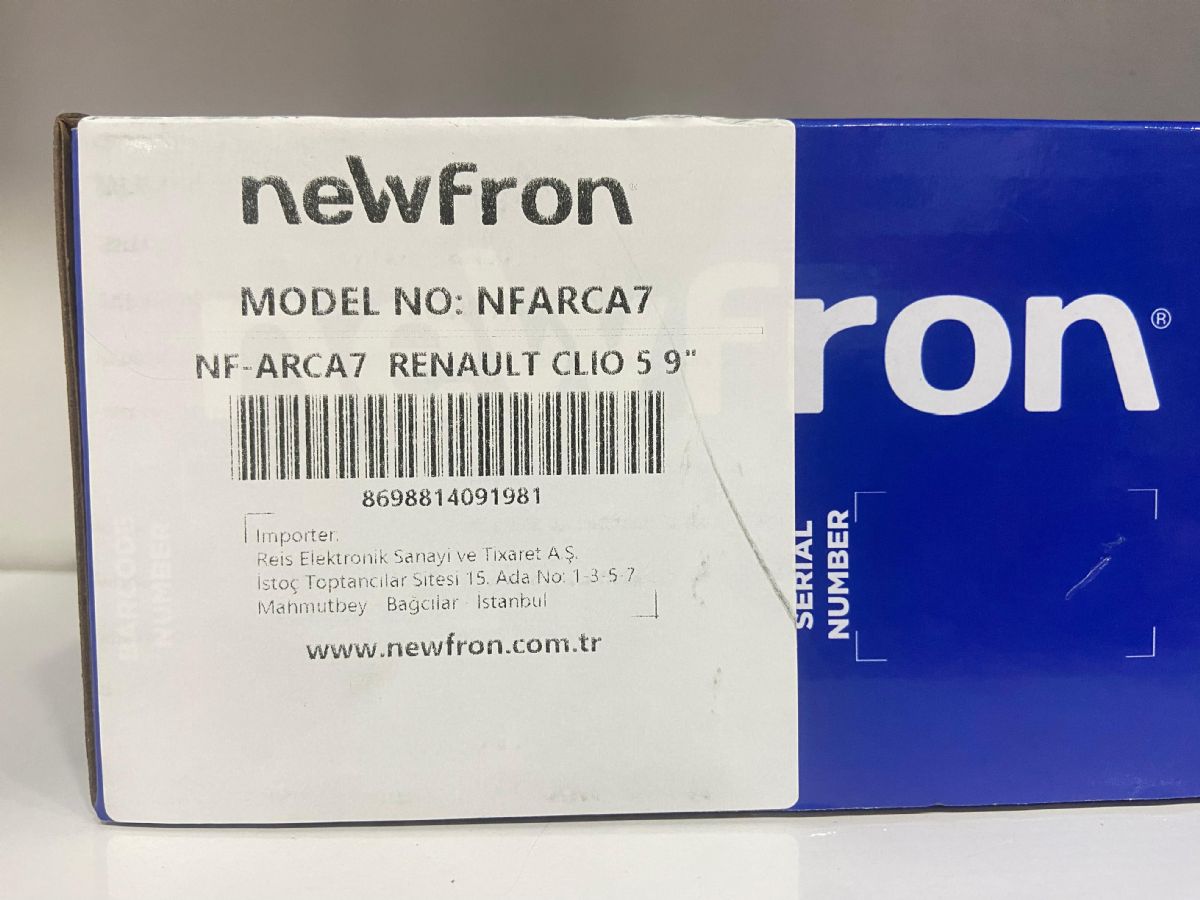 newfron
MODEL NO: NFARCA7
NF-ARCA7 RENAULT CLIO 5 9"
8698814091981
Importer:
Reis Elektronik Sanayi ve Tixaret A.Ş.
İstoç Toptancılar Sitesi 15. Ada No: 1-3-5-7
Mahmutbey - Bağcılar - İstanbul
www.newfron.com.tr
ron®
SERIAL
NUMBER
BARKODE
NUMBER